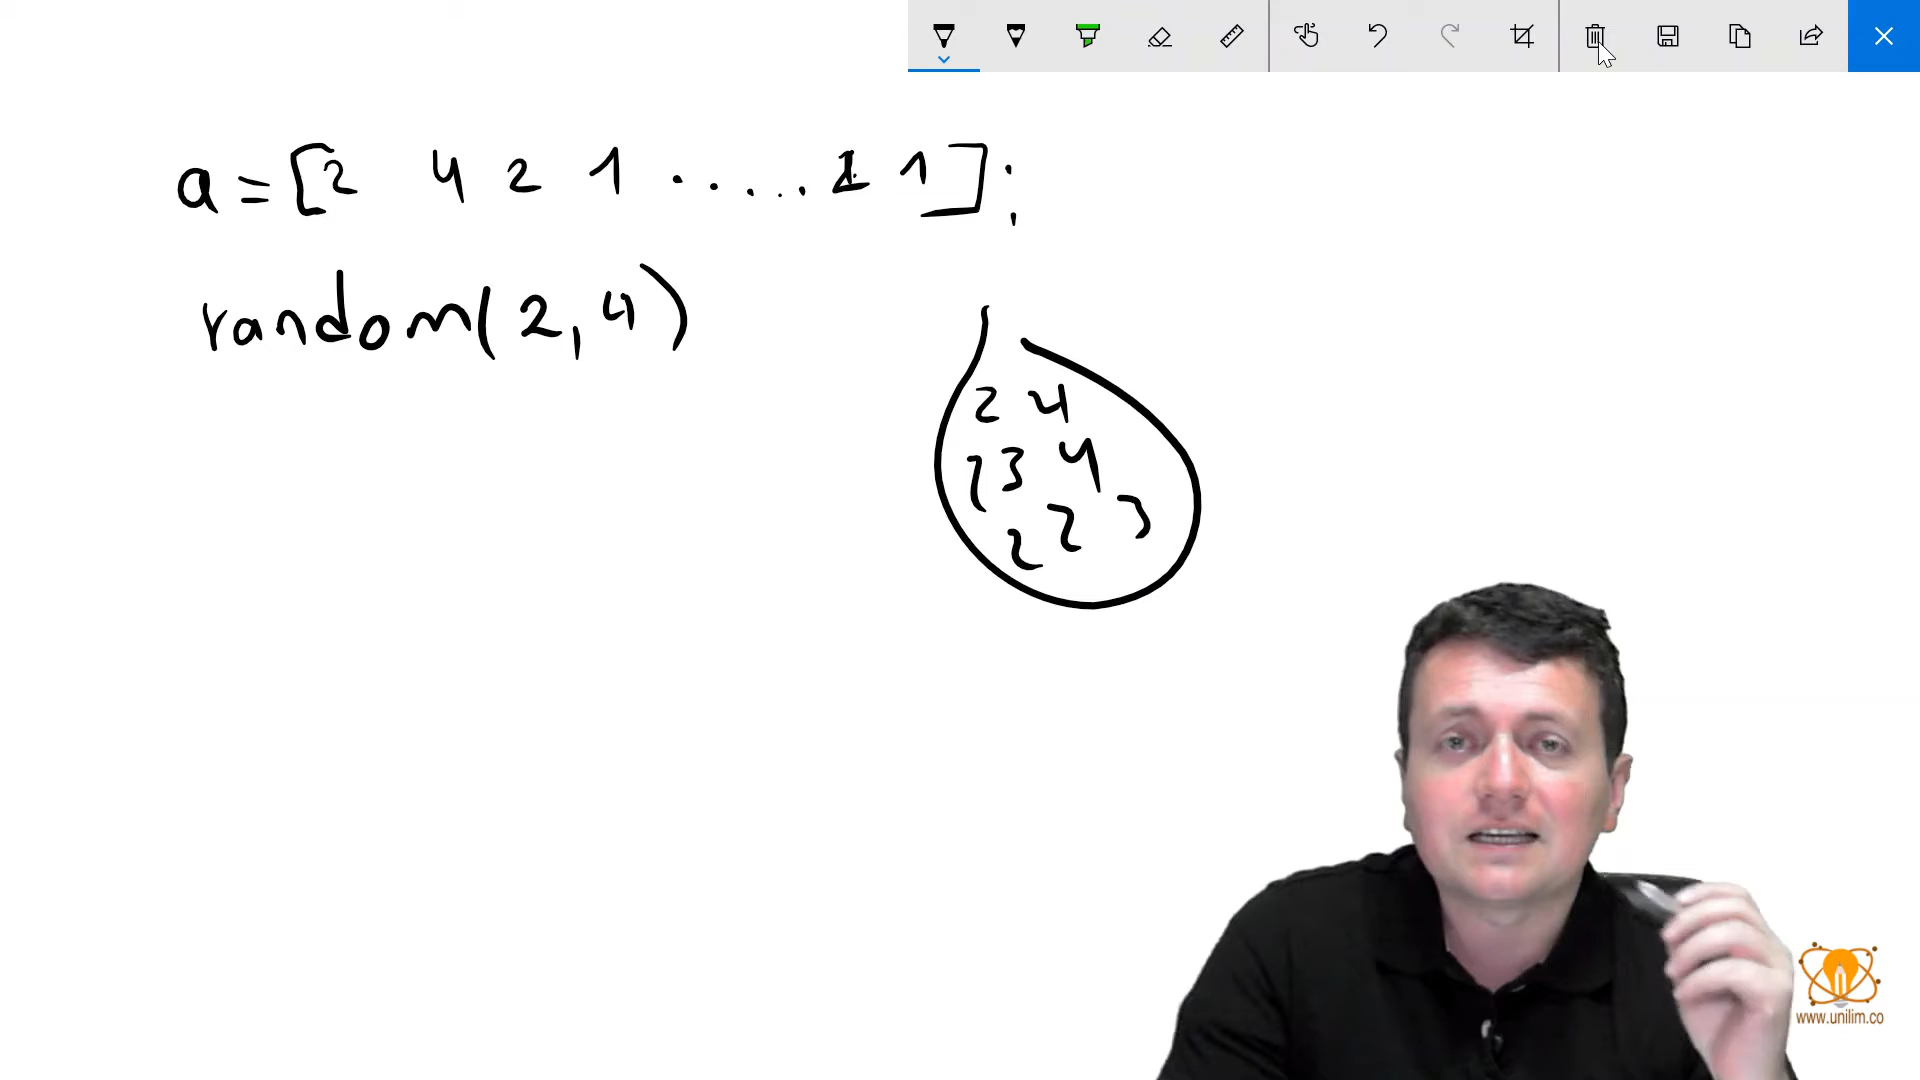 a = [2 4 2 1 ..... 1 1];
random(2,4)
2 4
2 3 4
2 2 3
www.unilim.co